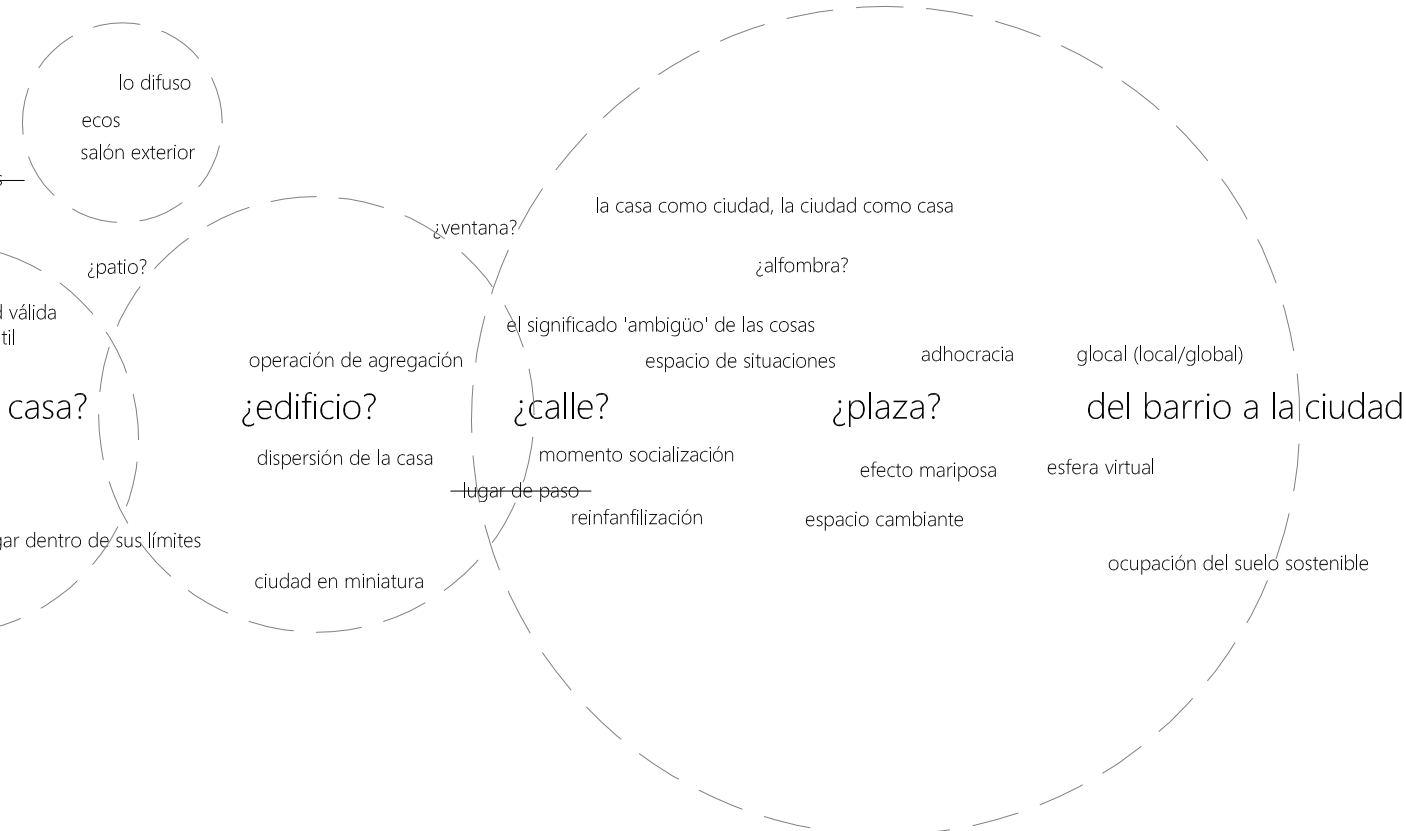 lo difuso
ecos
salón exterior
¿patio?
válida
casa?
dentro de sus límites
operación de agregación
¿edificio?
dispersión de la casa
ciudad en miniatura
¿ventana?
la casa como ciudad, la ciudad como casa
¿alfombra?
el significado 'ambigüo' de las cosas
espacio de situaciones
adhocracia
glocal (local/global)
¿calle?
¿plaza?
del barrio a la ciudad
momento socialización
lugar de paso
reinfanfilización
efecto mariposa
esfera virtual
espacio cambiante
ocupación del suelo sostenible